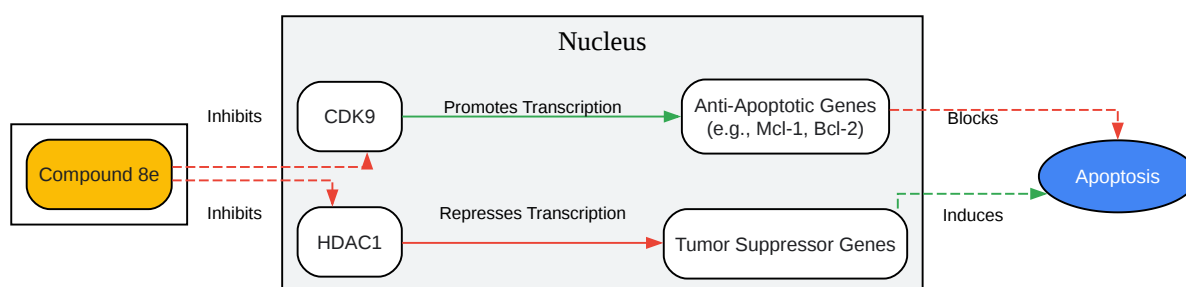 Nucleus
Inhibits
CDK9
Promotes Transcription
Anti-Apoptotic Genes
(e.g., Mcl-1, Bcl-2)
Blocks
Compound 8e
Apoptosis
Inhibits
HDAC1
Represses Transcription
Tumor Suppressor Genes
Induces